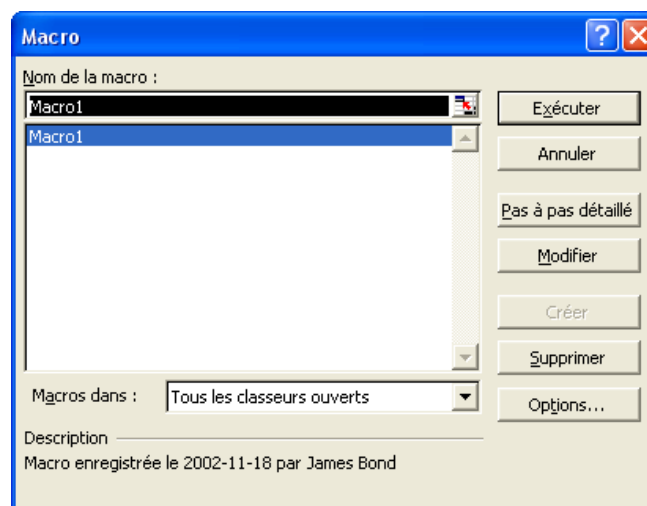 Macro
Nom de la macro :
Macro1
Macro1
Exécuter
Annuler
Pas à pas détaillé
Modifier
Créer
Supprimer
Options...
Macros dans :
Tous les classeurs ouverts
Description
Macro enregistrée le 2002-11-18 par James Bond